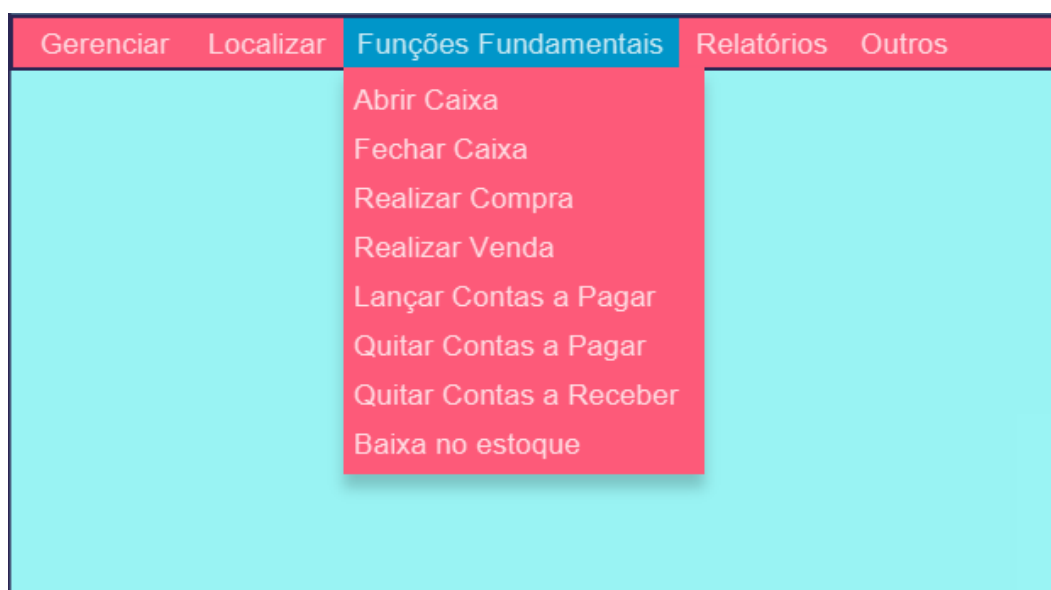 Gerenciar Localizar Funções Fundamentais Relatórios Outros
Abrir Caixa
Fechar Caixa
Realizar Compra
Realizar Venda
Lançar Contas a Pagar
Quitar Contas a Pagar
Quitar Contas a Receber
Baixa no estoque